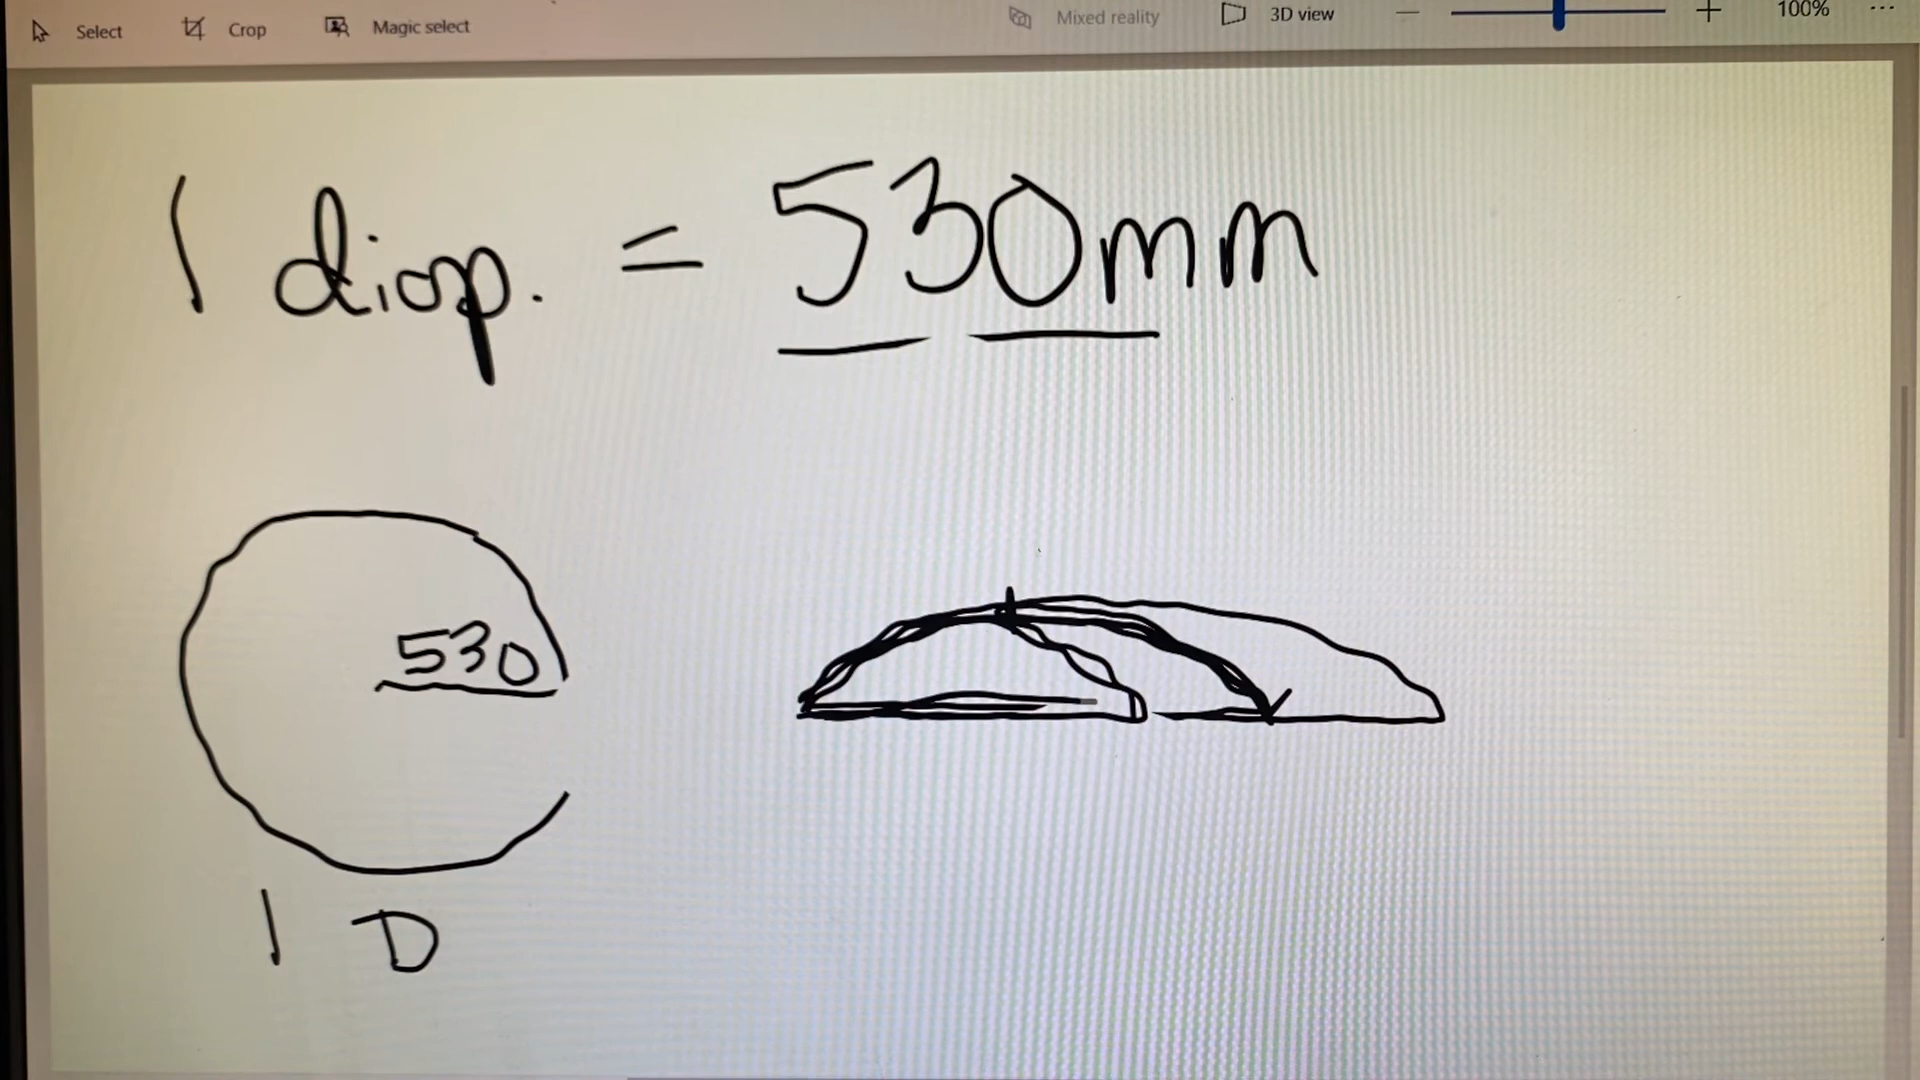 Select Crop Magic select Mixed reality 3D view 100%
1 diop. = 530mm
530
1 D